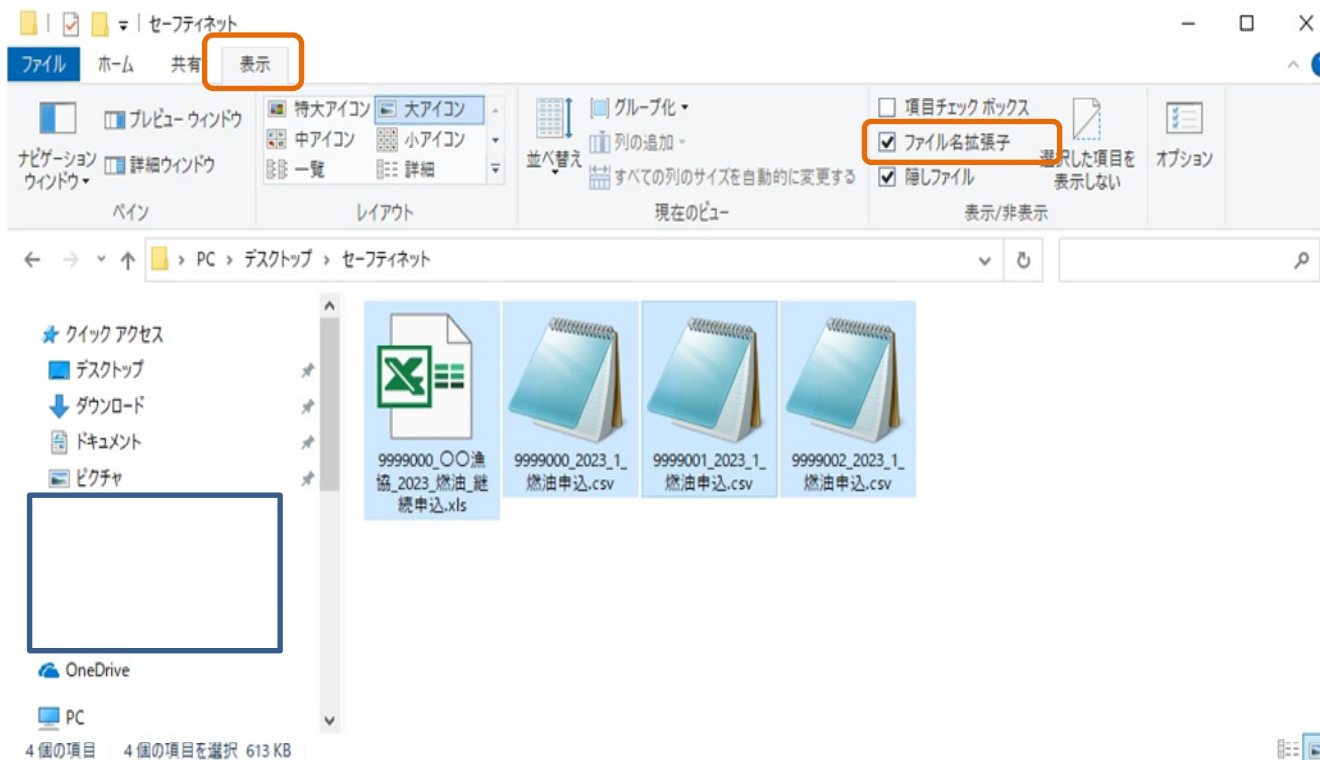 セーフティネット
ファイル ホーム 共有 表示
プレビュー ウィンドウ
詳細ウィンドウ
ナビゲーション
ウィンドウ
ペイン
特大アイコン 大アイコン
中アイコン 小アイコン
一覧 詳細
レイアウト
並べ替え
グループ化
列の追加
すべての列のサイズを自動的に変更する
現在のビュー
項目チェック ボックス
ファイル名拡張子
隠しファイル
選択した項目を
表示しない
表示/非表示
オプション
PC › デスクトップ › セーフティネット
クイック アクセス
デスクトップ
ダウンロード
ドキュメント
ピクチャ
OneDrive
PC
9999000_〇〇漁
協_2023_燃油_継
続申込.xls
9999000_2023_1_
燃油申込.csv
9999001_2023_1_
燃油申込.csv
9999002_2023_1_
燃油申込.csv
4 個の項目 4 個の項目を選択 613 KB